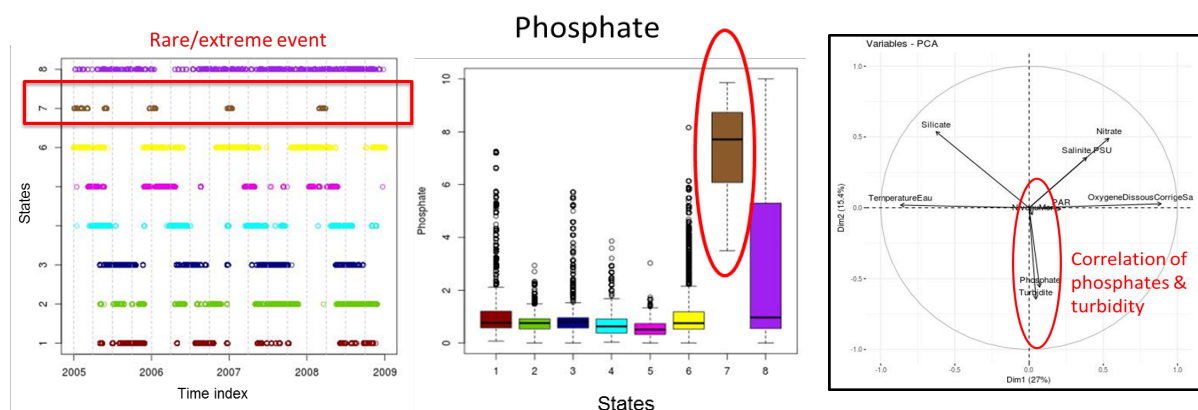 Phosphate
Rare/extreme event
States
8
7
6
5
4
3
2
1
2005 2006 2007 2008 2009
Time index
Phosphate
10
8
6
4
2
0
1 2 3 4 5 6 7 8
States
Variables - PCA
Dim2 (15.4%)
1.0
0.5
0.0
-0.5
-1.0
Silicate
Nitrate
Salinite PSU
TemperatureEau
PAR
OxygeneDissousCorrigeSa
Phosphate
Turbidite
Correlation of
phosphates &
turbidity
-1.0 -0.5 0.0 0.5 1.0
Dim1 (27%)